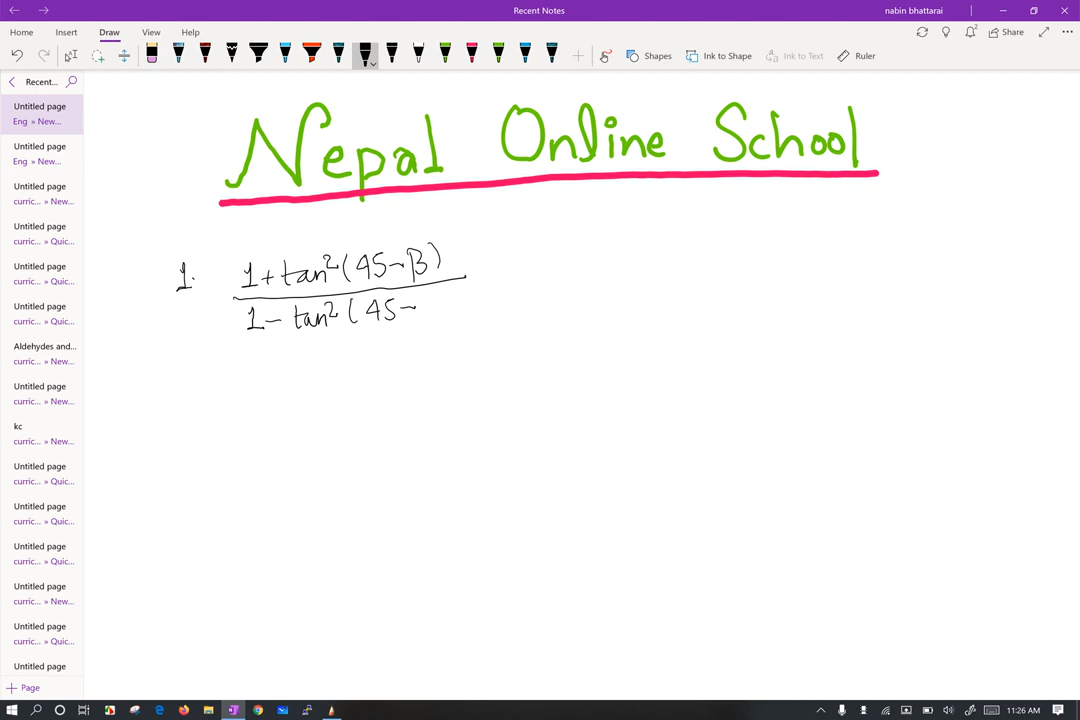 Recent Notes
nabin bhattarai
Home
Insert
Draw
View
Help
Share
Shapes
Ink to Shape
Ink to Text
Ruler
Recent...
Untitled page
Eng » New...
Untitled page
Eng » New...
Untitled page
curric... » New...
Untitled page
curric... » Quic...
Untitled page
curric... » Quic...
Untitled page
curric... » Quic...
Aldehydes and...
curric... » New...
Untitled page
curric... » New...
kc
curric... » New...
Untitled page
curric... » Quic...
Untitled page
curric... » Quic...
Untitled page
curric... » Quic...
Untitled page
curric... » New...
Untitled page
curric... » Quic...
Untitled page
+ Page
Nepal Online School
1. 1+tan²(45-β)
1-tan²(45-
11:26 AM